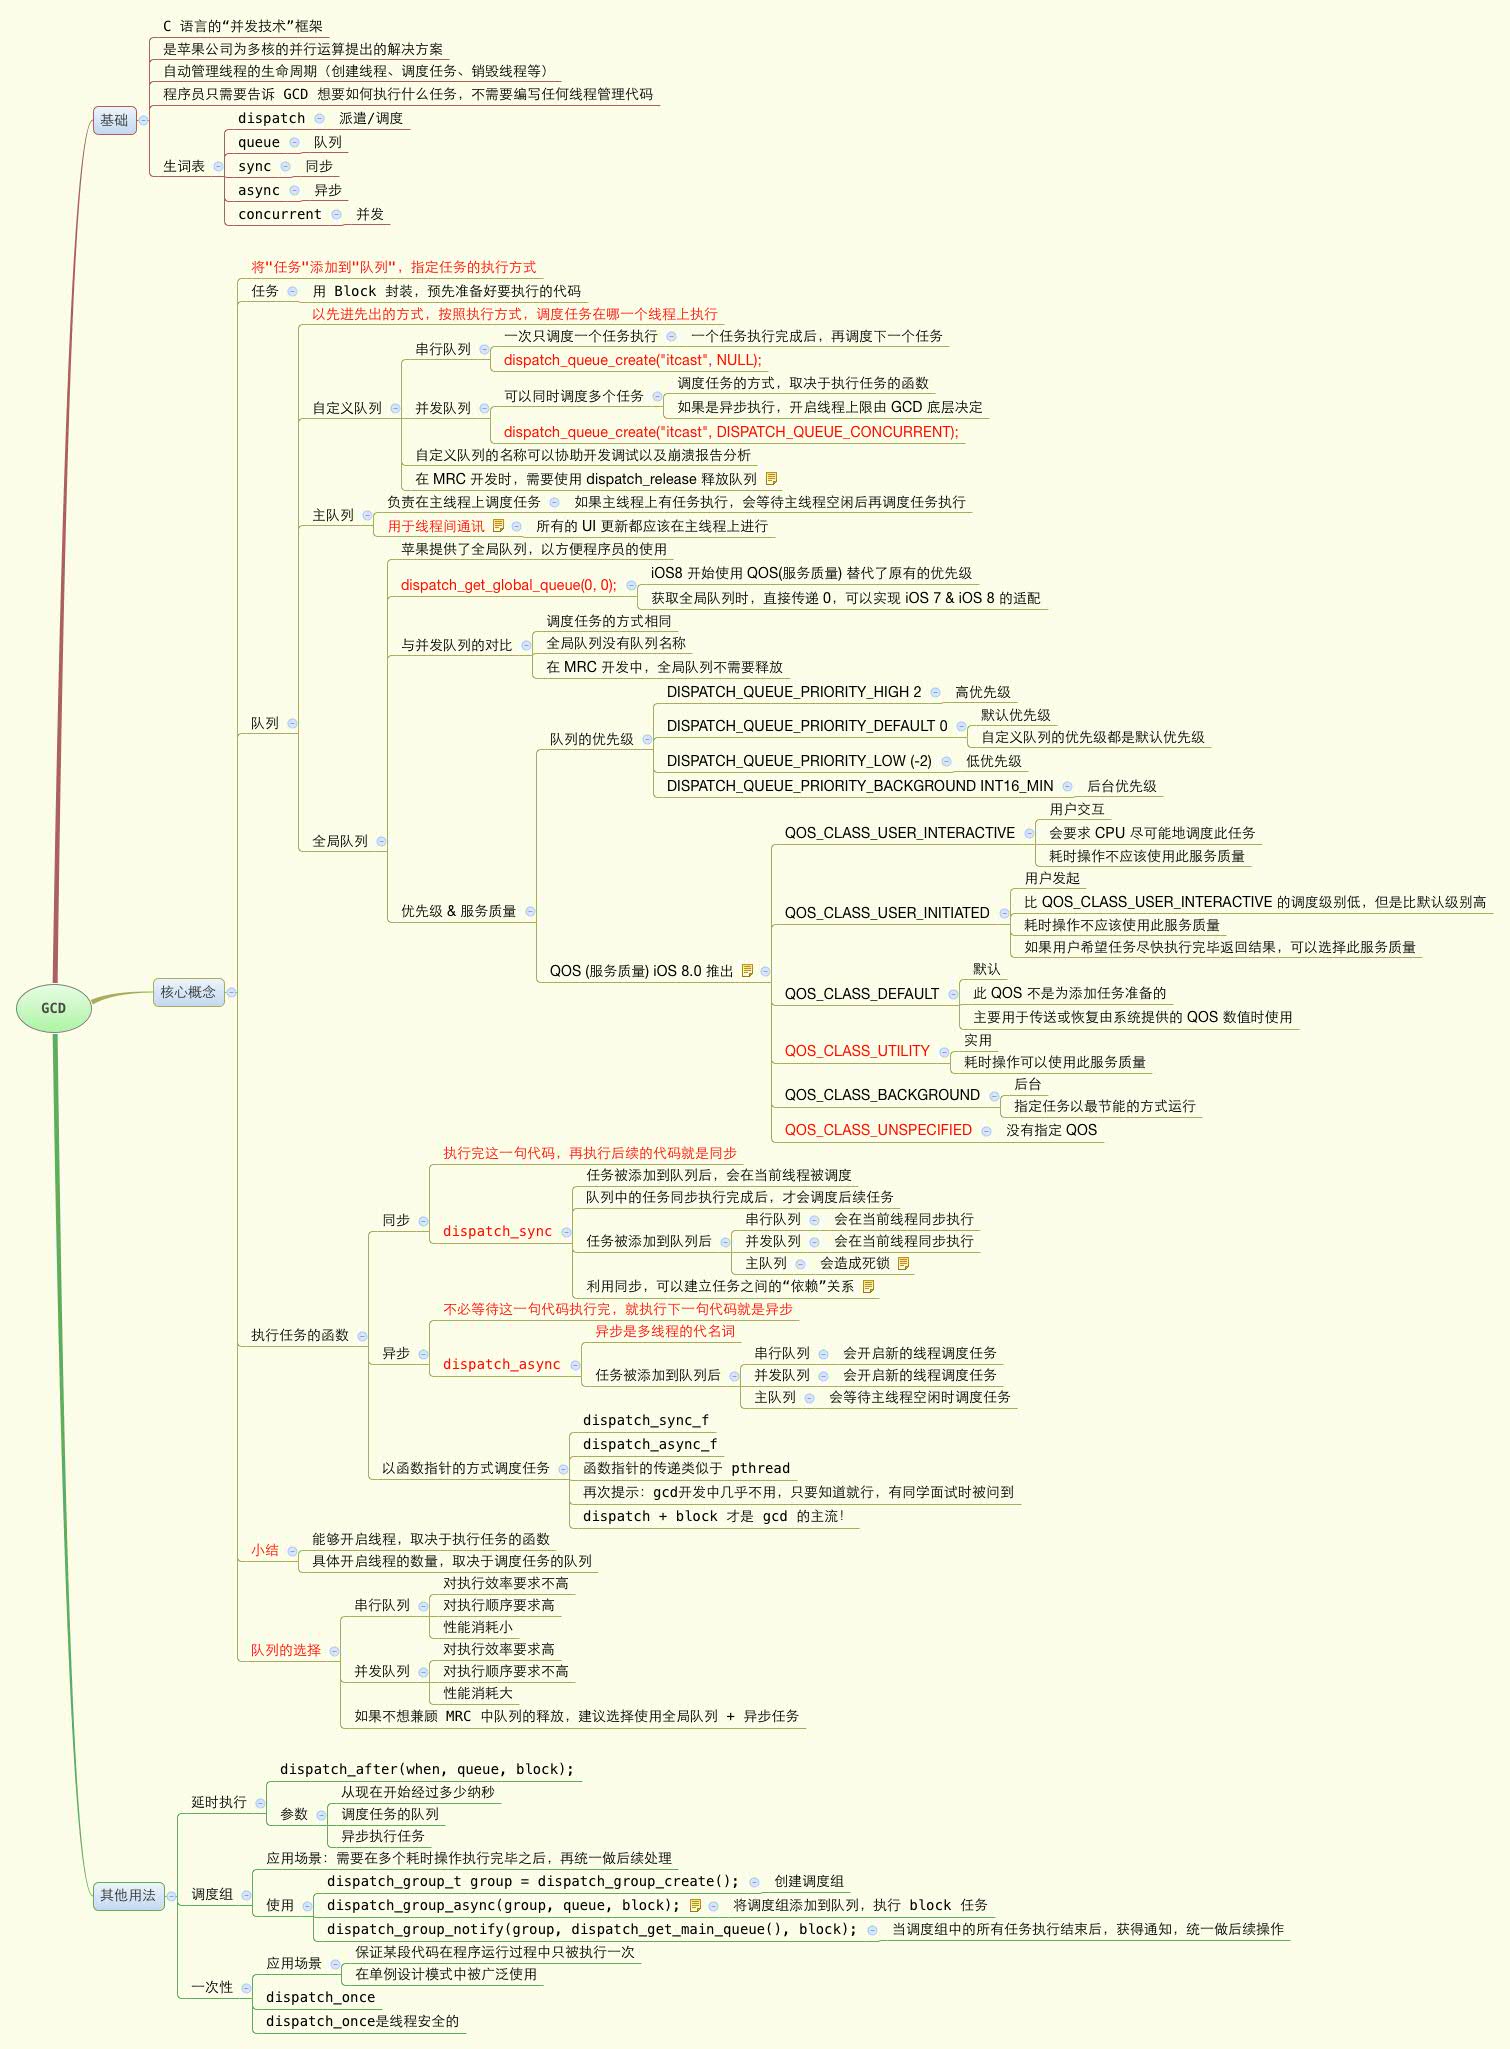 C 语言的“并发技术”框架
是苹果公司为多核的并行运算提出的解决方案
自动管理线程的生命周期（创建线程、调度任务、销毁线程等）
程序员只需要告诉 GCD 想要如何执行什么任务，不需要编写任何线程管理代码
基础
dispatch 派遣/调度
queue 队列
生词表
sync 同步
async 异步
concurrent 并发
将"任务"添加到"队列"，指定任务的执行方式
任务 用 Block 封装，预先准备好要执行的代码
以先进先出的方式，按照执行方式，调度任务在哪一个线程上执行
一次只调度一个任务执行 一个任务执行完成后，再调度下一个任务
串行队列
dispatch_queue_create("itcast", NULL);
调度任务的方式，取决于执行任务的函数
可以同时调度多个任务
自定义队列
并发队列
如果是异步执行，开启线程上限由 GCD 底层决定
dispatch_queue_create("itcast", DISPATCH_QUEUE_CONCURRENT);
自定义队列的名称可以协助开发调试以及崩溃报告分析
在 MRC 开发时，需要使用 dispatch_release 释放队列
负责在主线程上调度任务 如果主线程上有任务执行，会等待主线程空闲后再调度任务执行
主队列
用于线程间通讯 所有的 UI 更新都应该在主线程上进行
苹果提供了全局队列，以方便程序员的使用
iOS8 开始使用 QOS(服务质量) 替代了原有的优先级
dispatch_get_global_queue(0, 0);
获取全局队列时，直接传递 0，可以实现 iOS 7 & iOS 8 的适配
调度任务的方式相同
与并发队列的对比 全局队列没有队列名称
在 MRC 开发中，全局队列不需要释放
DISPATCH_QUEUE_PRIORITY_HIGH 2 高优先级
队列
默认优先级
DISPATCH_QUEUE_PRIORITY_DEFAULT 0
队列的优先级
自定义队列的优先级都是默认优先级
DISPATCH_QUEUE_PRIORITY_LOW (-2) 低优先级
DISPATCH_QUEUE_PRIORITY_BACKGROUND INT16_MIN 后台优先级
用户交互
QOS_CLASS_USER_INTERACTIVE 会要求 CPU 尽可能地调度此任务
全局队列
耗时操作不应该使用此服务质量
用户发起
比 QOS_CLASS_USER_INTERACTIVE 的调度级别低，但是比默认级别高
优先级 & 服务质量
QOS_CLASS_USER_INITIATED
耗时操作不应该使用此服务质量
如果用户希望任务尽快执行完毕返回结果，可以选择此服务质量
QOS (服务质量) iOS 8.0 推出
默认
QOS_CLASS_DEFAULT 此 QOS 不是为添加任务准备的
核心概念
GCD
主要用于传送或恢复由系统提供的 QOS 数值时使用
实用
QOS_CLASS_UTILITY
耗时操作可以使用此服务质量
后台
QOS_CLASS_BACKGROUND
指定任务以最节能的方式运行
QOS_CLASS_UNSPECIFIED 没有指定 QOS
执行完这一句代码，再执行后续的代码就是同步
任务被添加到队列后，会在当前线程被调度
队列中的任务同步执行完成后，才会调度后续任务
同步
dispatch_sync
串行队列 会在当前线程同步执行
任务被添加到队列后 并发队列 会在当前线程同步执行
主队列 会造成死锁
利用同步，可以建立任务之间的“依赖”关系
不必等待这一句代码执行完，就执行下一句代码就是异步
执行任务的函数
异步是多线程的代名词
异步
dispatch_async
串行队列 会开启新的线程调度任务
任务被添加到队列后 并发队列 会开启新的线程调度任务
主队列 会等待主线程空闲时调度任务
dispatch_sync_f
dispatch_async_f
以函数指针的方式调度任务 函数指针的传递类似于 pthread
再次提示：gcd开发中几乎不用，只要知道就行，有同学面试时被问到
dispatch + block 才是 gcd 的主流！
能够开启线程，取决于执行任务的函数
小结
具体开启线程的数量，取决于调度任务的队列
对执行效率要求不高
串行队列 对执行顺序要求高
性能消耗小
队列的选择
对执行效率要求高
并发队列 对执行顺序要求不高
性能消耗大
如果不想兼顾 MRC 中队列的释放，建议选择使用全局队列 + 异步任务
dispatch_after(when, queue, block);
延时执行
从现在开始经过多少纳秒
参数 调度任务的队列
异步执行任务
应用场景：需要在多个耗时操作执行完毕之后，再统一做后续处理
dispatch_group_t group = dispatch_group_create(); 创建调度组
其他用法
调度组
使用 dispatch_group_async(group, queue, block); 将调度组添加到队列，执行 block 任务
dispatch_group_notify(group, dispatch_get_main_queue(), block); 当调度组中的所有任务执行结束后，获得通知，统一做后续操作
保证某段代码在程序运行过程中只被执行一次
应用场景
在单例设计模式中被广泛使用
一次性
dispatch_once
dispatch_once是线程安全的